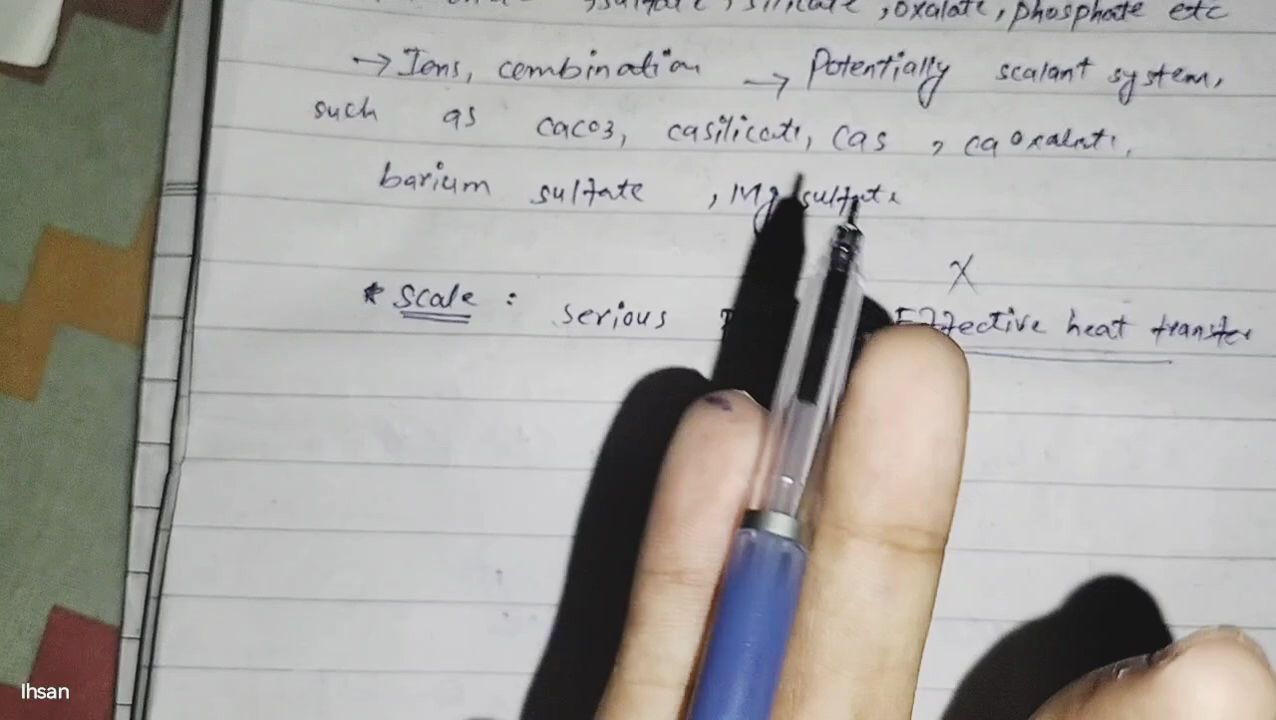 ,oxalate, phosphate etc
→ Ions, combination → Potentially scalant system,
such as caco3, casilicate, cas , ca oxalate,
barium sulfate , Mg sulfate
X
* Scale : serious Effective heat transfer
Ihsan